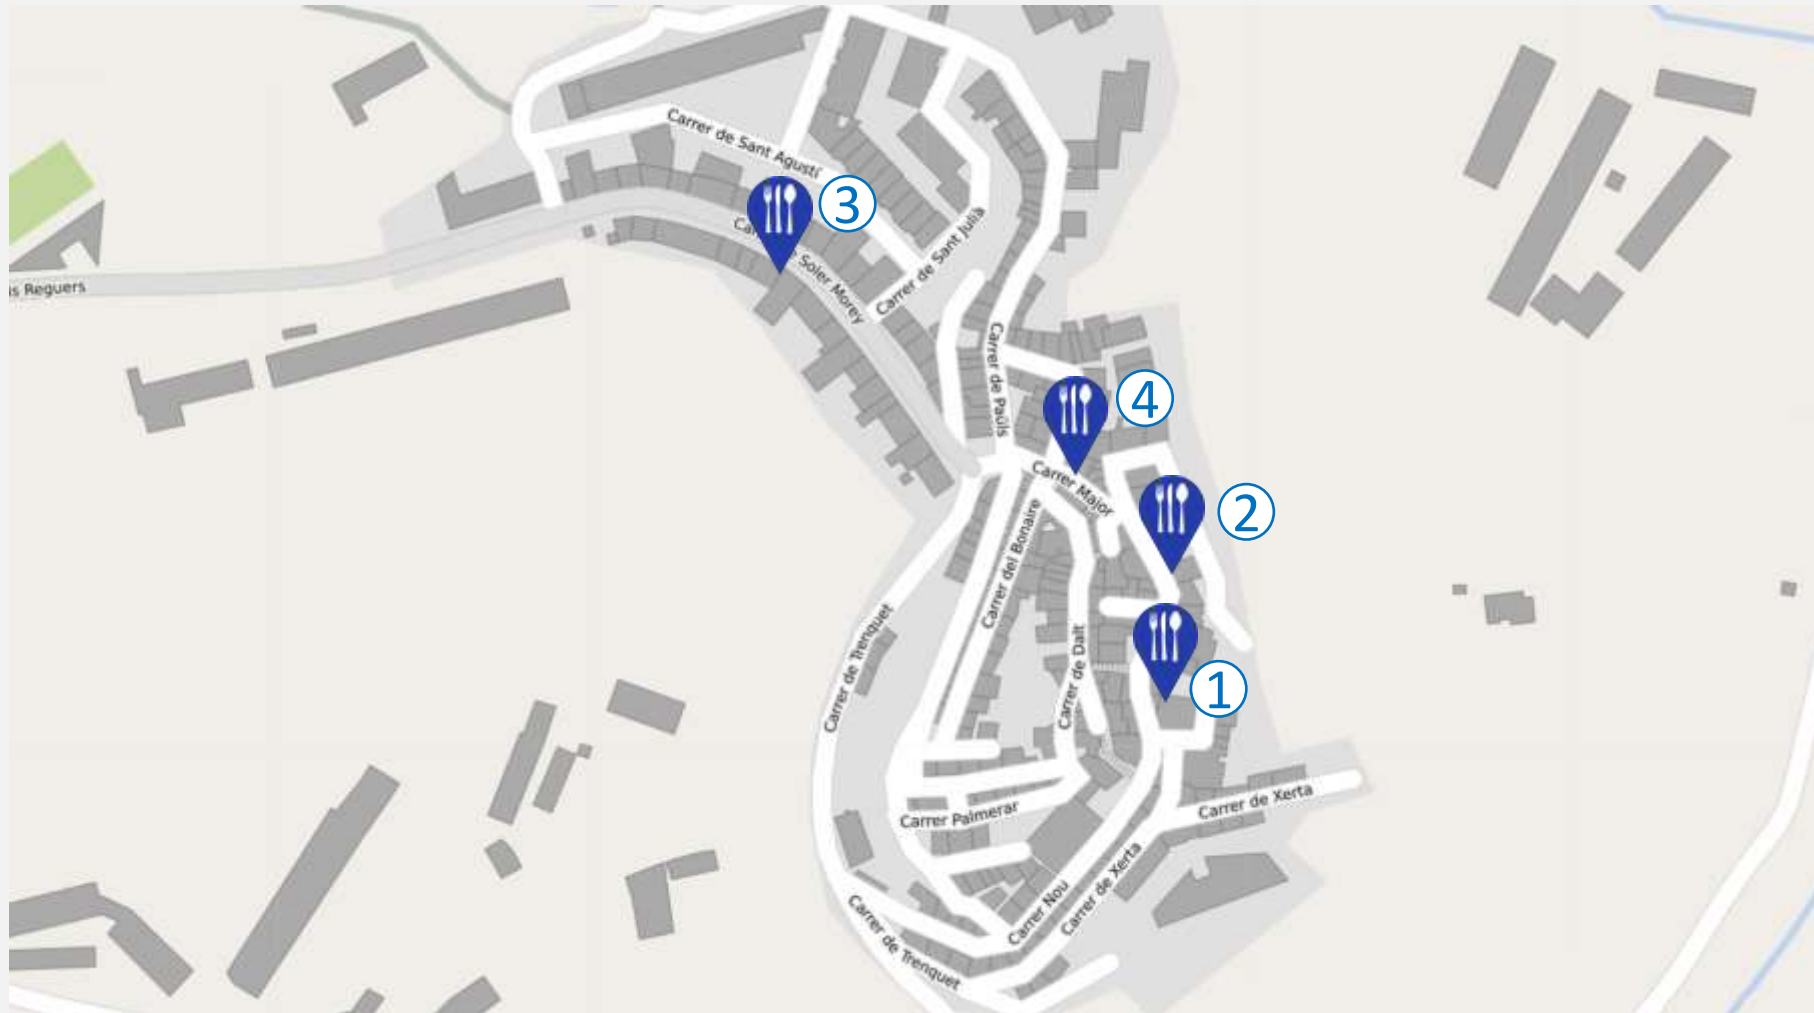 Carrer de Sant Agustí
3
Soler Morey
Carrer de Sant Julià
is Reguers
Carrer de Paüls
4
Carrer Major
2
Carrer del Bonaire
Carrer de Trenquet
Carrer de Dalt
1
Carrer de Xerta
Carrer Palmerar
Carrer de Xerta
Carrer Nou
Carrer de Trenquet